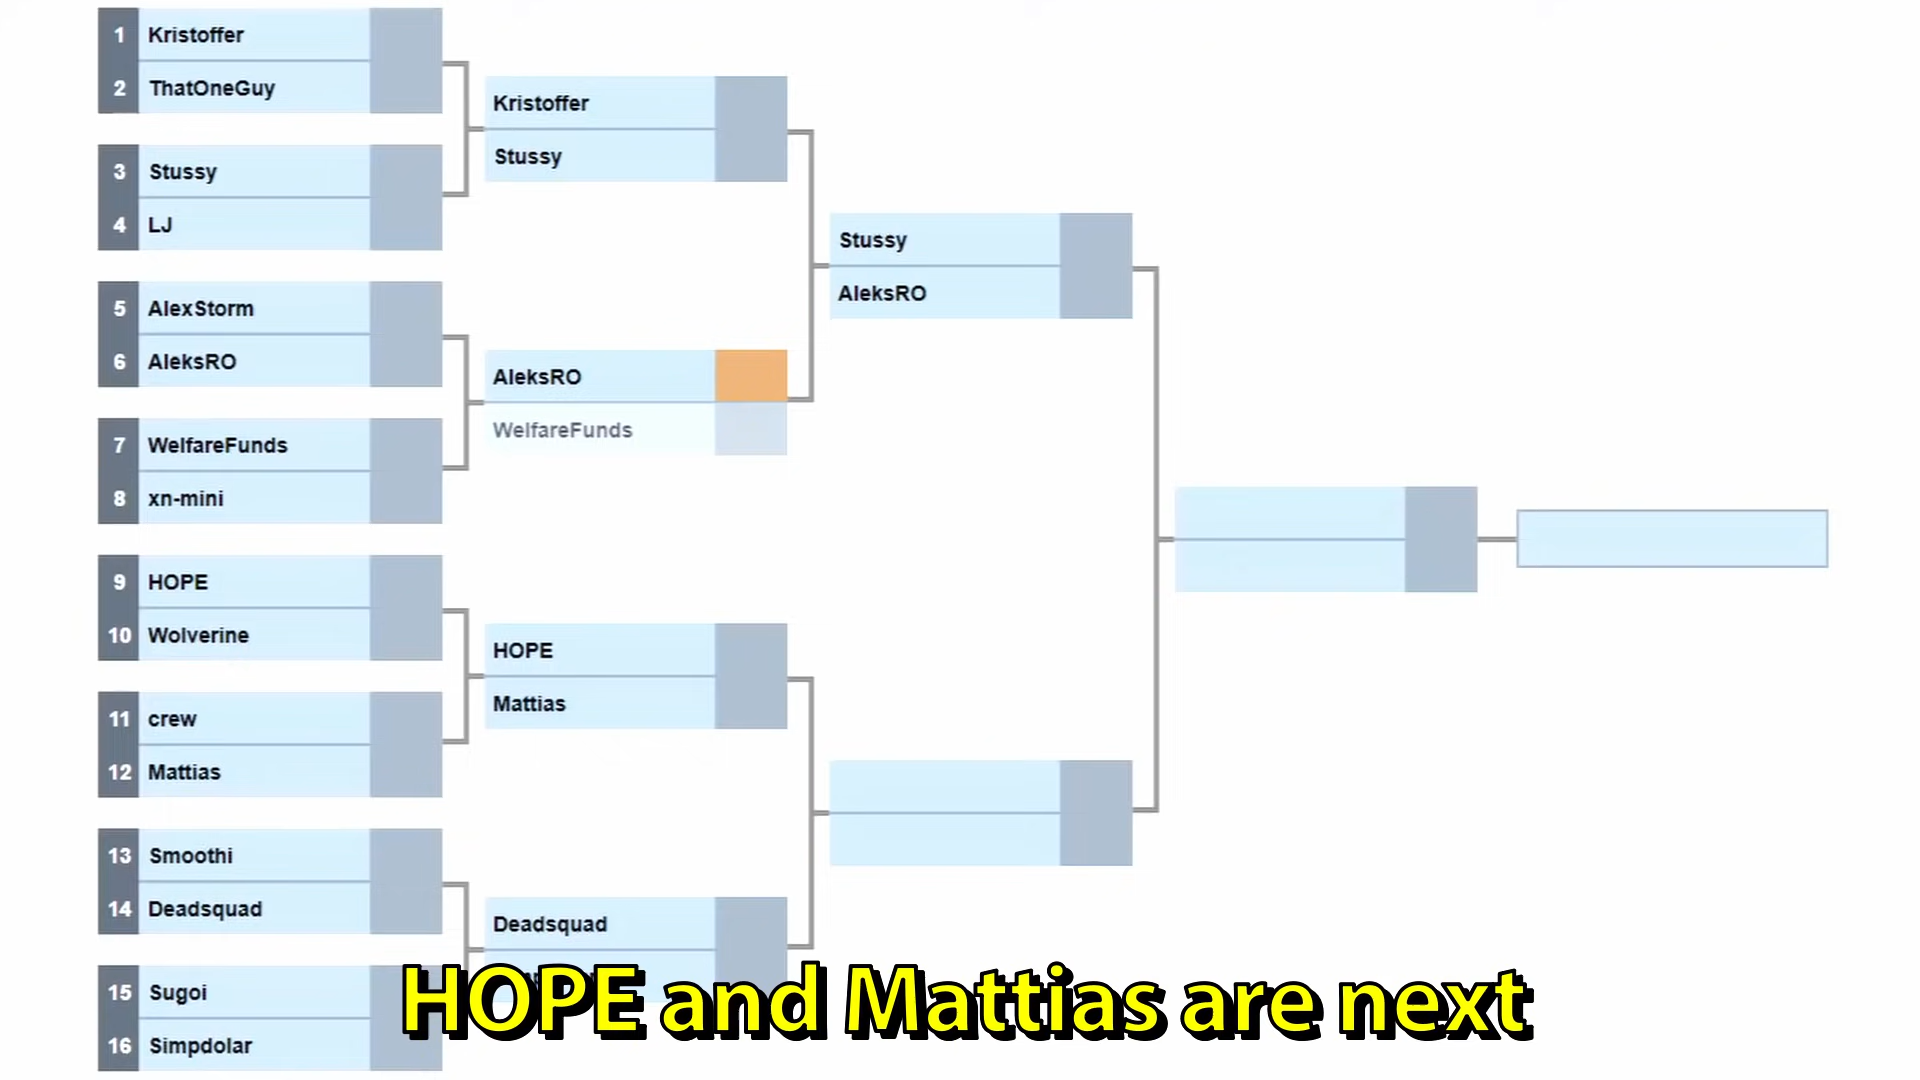 1 Kristoffer
2 ThatOneGuy
3 Stussy
4 LJ
5 AlexStorm
6 AleksRO
7 WelfareFunds
8 xn-mini
9 HOPE
10 Wolverine
11 crew
12 Mattias
13 Smoothi
14 Deadsquad
15 Sugoi
16 Simpdolar
Kristoffer
Stussy
AleksRO
WelfareFunds
HOPE
Mattias
Deadsquad
Stussy
AleksRO
HOPE and Mattias are next